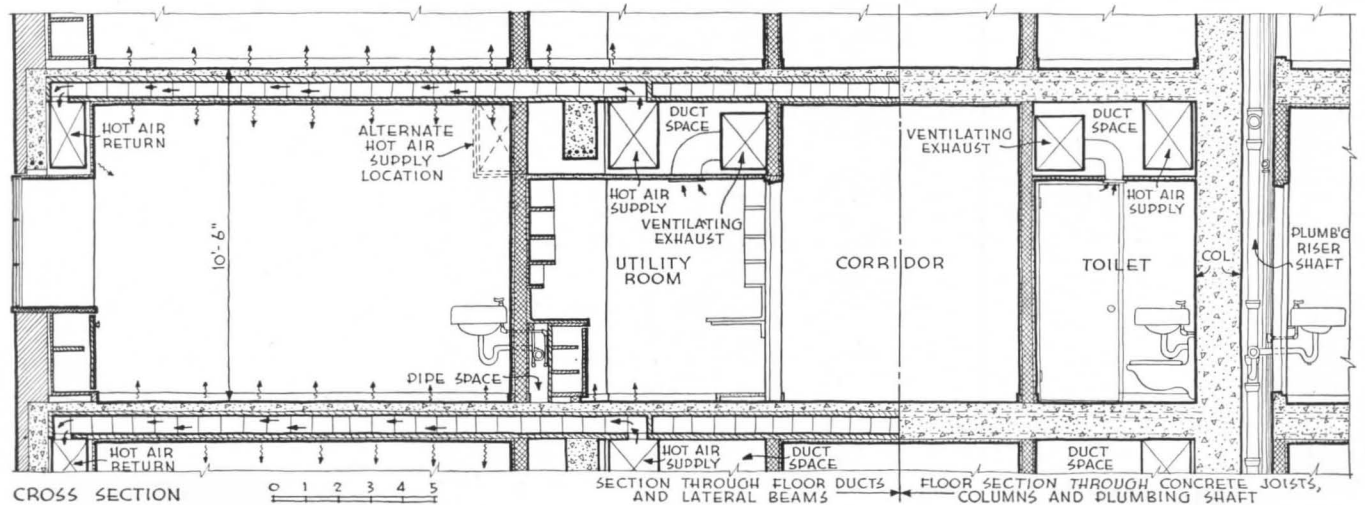 HOT AIR
RETURN
ALTERNATE
HOT AIR
SUPPLY
LOCATION
DUCT
SPACE
HOT AIR
SUPPLY
VENTILATING
EXHAUST
VENTILATING
EXHAUST
DUCT
SPACE
HOT AIR
SUPPLY
10'-6"
UTILITY
ROOM
CORRIDOR
TOILET
COL.
PLUMB'G
RISER
SHAFT
PIPE SPACE
HOT AIR
RETURN
HOT AIR
SUPPLY
DUCT
SPACE
DUCT
SPACE
CROSS SECTION
0 1 2 3 4 5
SECTION THROUGH FLOOR DUCTS
AND LATERAL BEAMS
FLOOR SECTION THROUGH CONCRETE JOISTS,
COLUMNS AND PLUMBING SHAFT